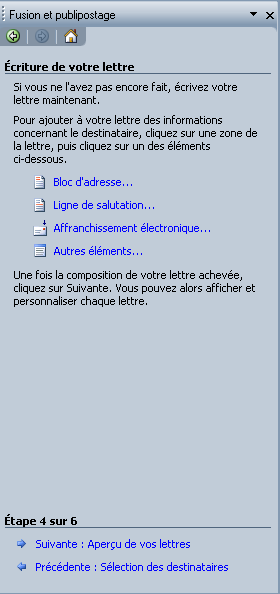 Fusion et publipostage
Écriture de votre lettre
Si vous ne l'avez pas encore fait, écrivez votre
lettre maintenant.
Pour ajouter à votre lettre des informations
concernant le destinataire, cliquez sur une zone de
la lettre, puis cliquez sur un des éléments
ci-dessous.
Bloc d'adresse...
Ligne de salutation...
Affranchissement électronique...
Autres éléments...
Une fois la composition de votre lettre achevée,
cliquez sur Suivante. Vous pouvez alors afficher et
personnaliser chaque lettre.
Étape 4 sur 6
Suivante : Aperçu de vos lettres
Précédente : Sélection des destinataires